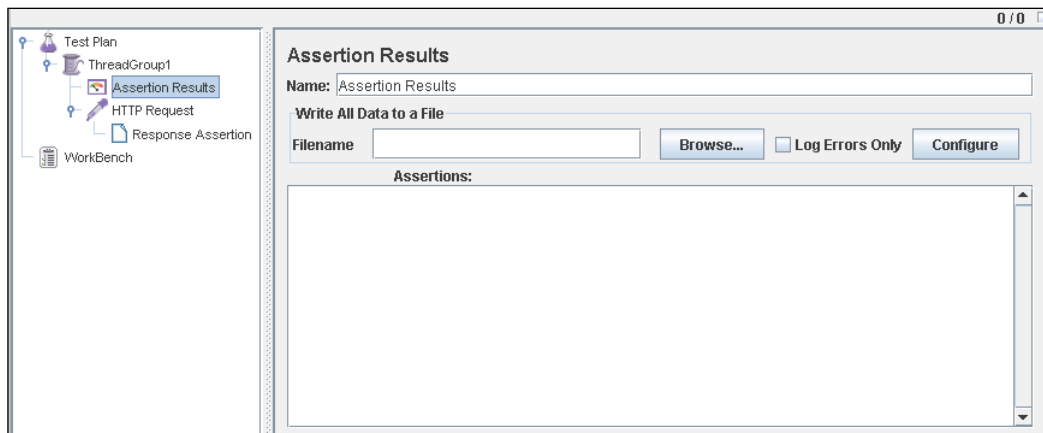 0 / 0
Test Plan
ThreadGroup1
Assertion Results
HTTP Request
Response Assertion
WorkBench
Assertion Results
Name: Assertion Results
Write All Data to a File
Filename Browse... Log Errors Only Configure
Assertions: